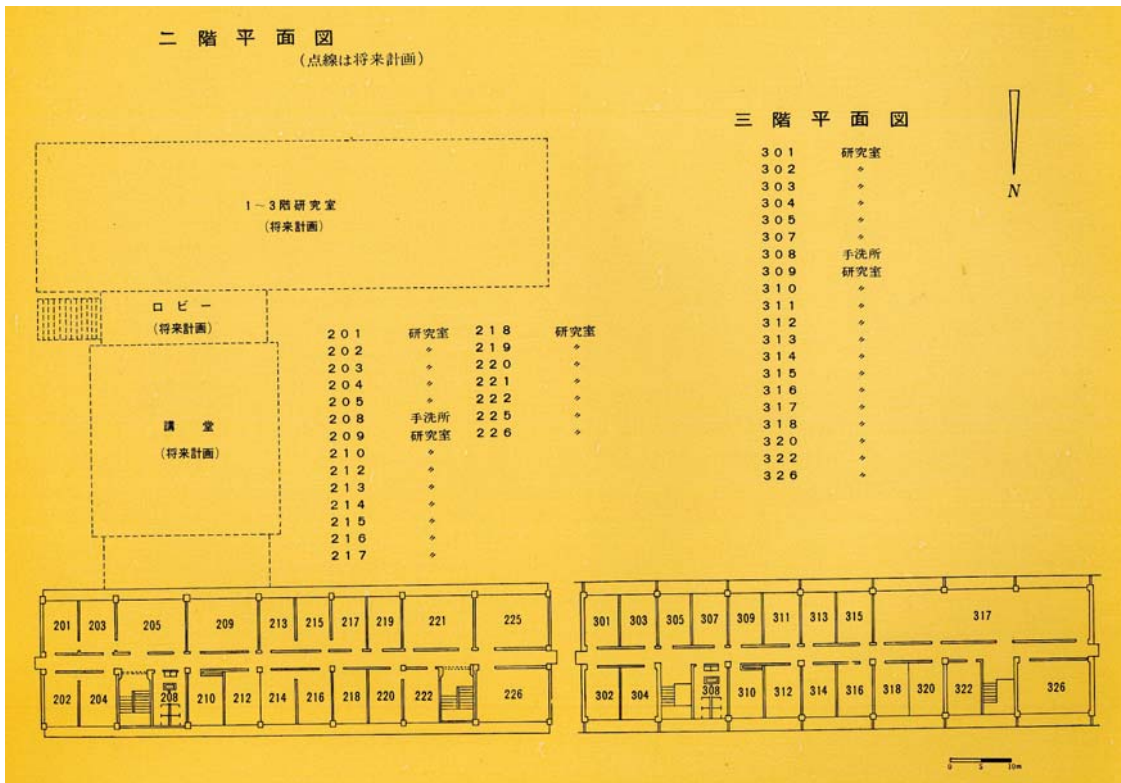 二階平面図
(点線は将来計画)
1～3階研究室
(将来計画)
ロビー
(将来計画)
講堂
(将来計画)
201 研究室
202 〃
203 〃
204 〃
205 〃
208 手洗所
209 研究室
210 〃
212 〃
213 〃
214 〃
215 〃
216 〃
217 〃
218 研究室
219 〃
220 〃
221 〃
222 〃
225 〃
226 〃
201 203 205 209 213 215 217 219 221 225
202 204 208 210 212 214 216 218 220 222 226
三階平面図
N
301 研究室
302 〃
303 〃
304 〃
305 〃
307 〃
308 手洗所
309 研究室
310 〃
311 〃
312 〃
313 〃
314 〃
315 〃
316 〃
317 〃
318 〃
320 〃
322 〃
326 〃
301 303 305 307 309 311 313 315 317
302 304 308 310 312 314 316 318 320 322 326
0 5 10m